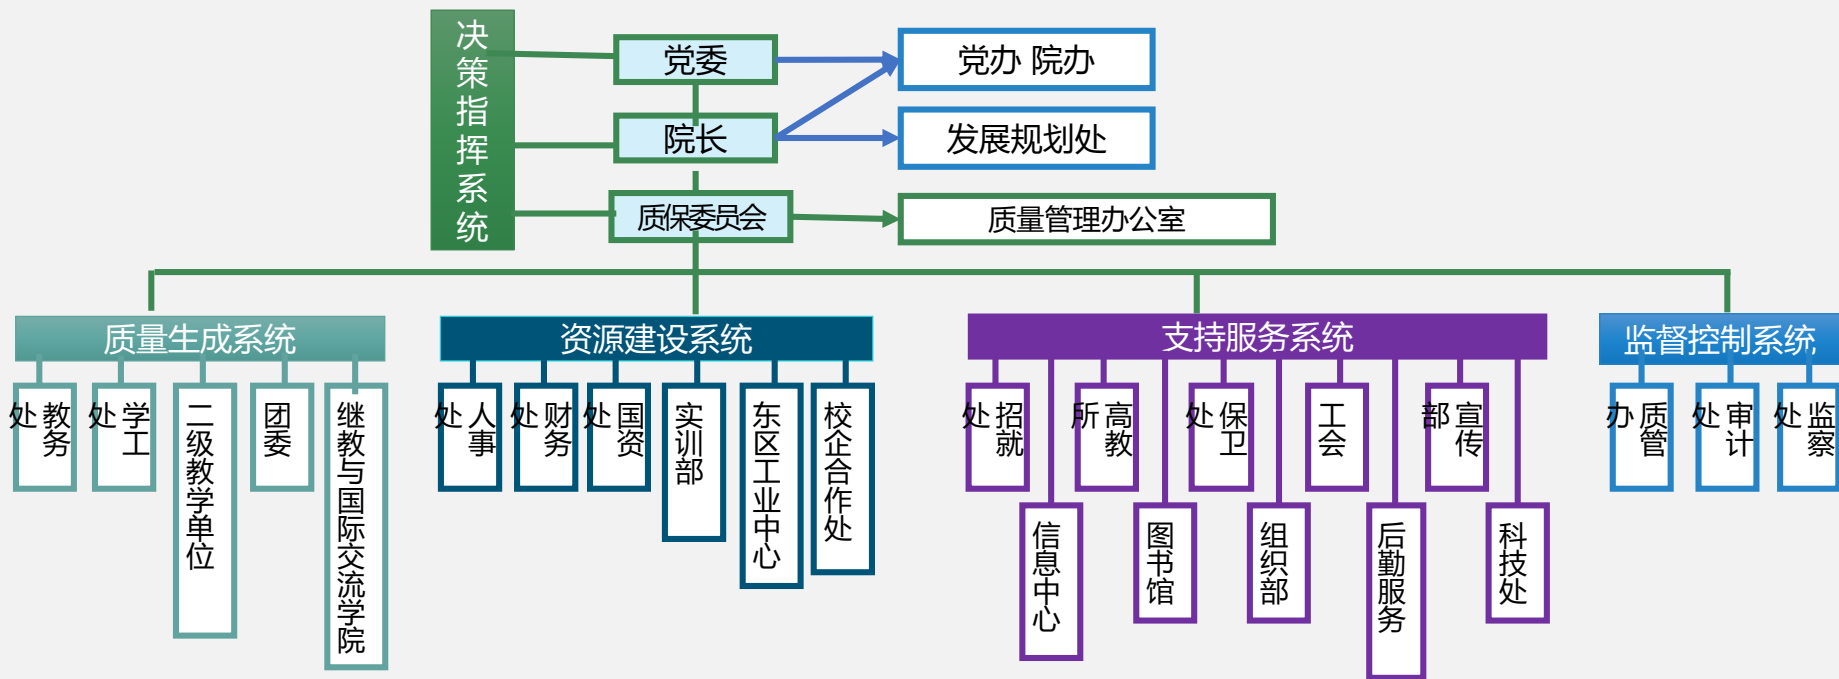 决策指挥系统
党委
党办 院办
院长
发展规划处
质保委员会
质量管理办公室
质量生成系统
资源建设系统
支持服务系统
监督控制系统
教务处
学工处
二级教学单位
团委
继教与国际交流学院
人事处
财务处
国资处
实训部
东区工业中心
校企合作处
招就处
高教所
保卫处
工会
宣传部
信息中心
图书馆
组织部
后勤服务
科技处
质管办
审计处
监察处